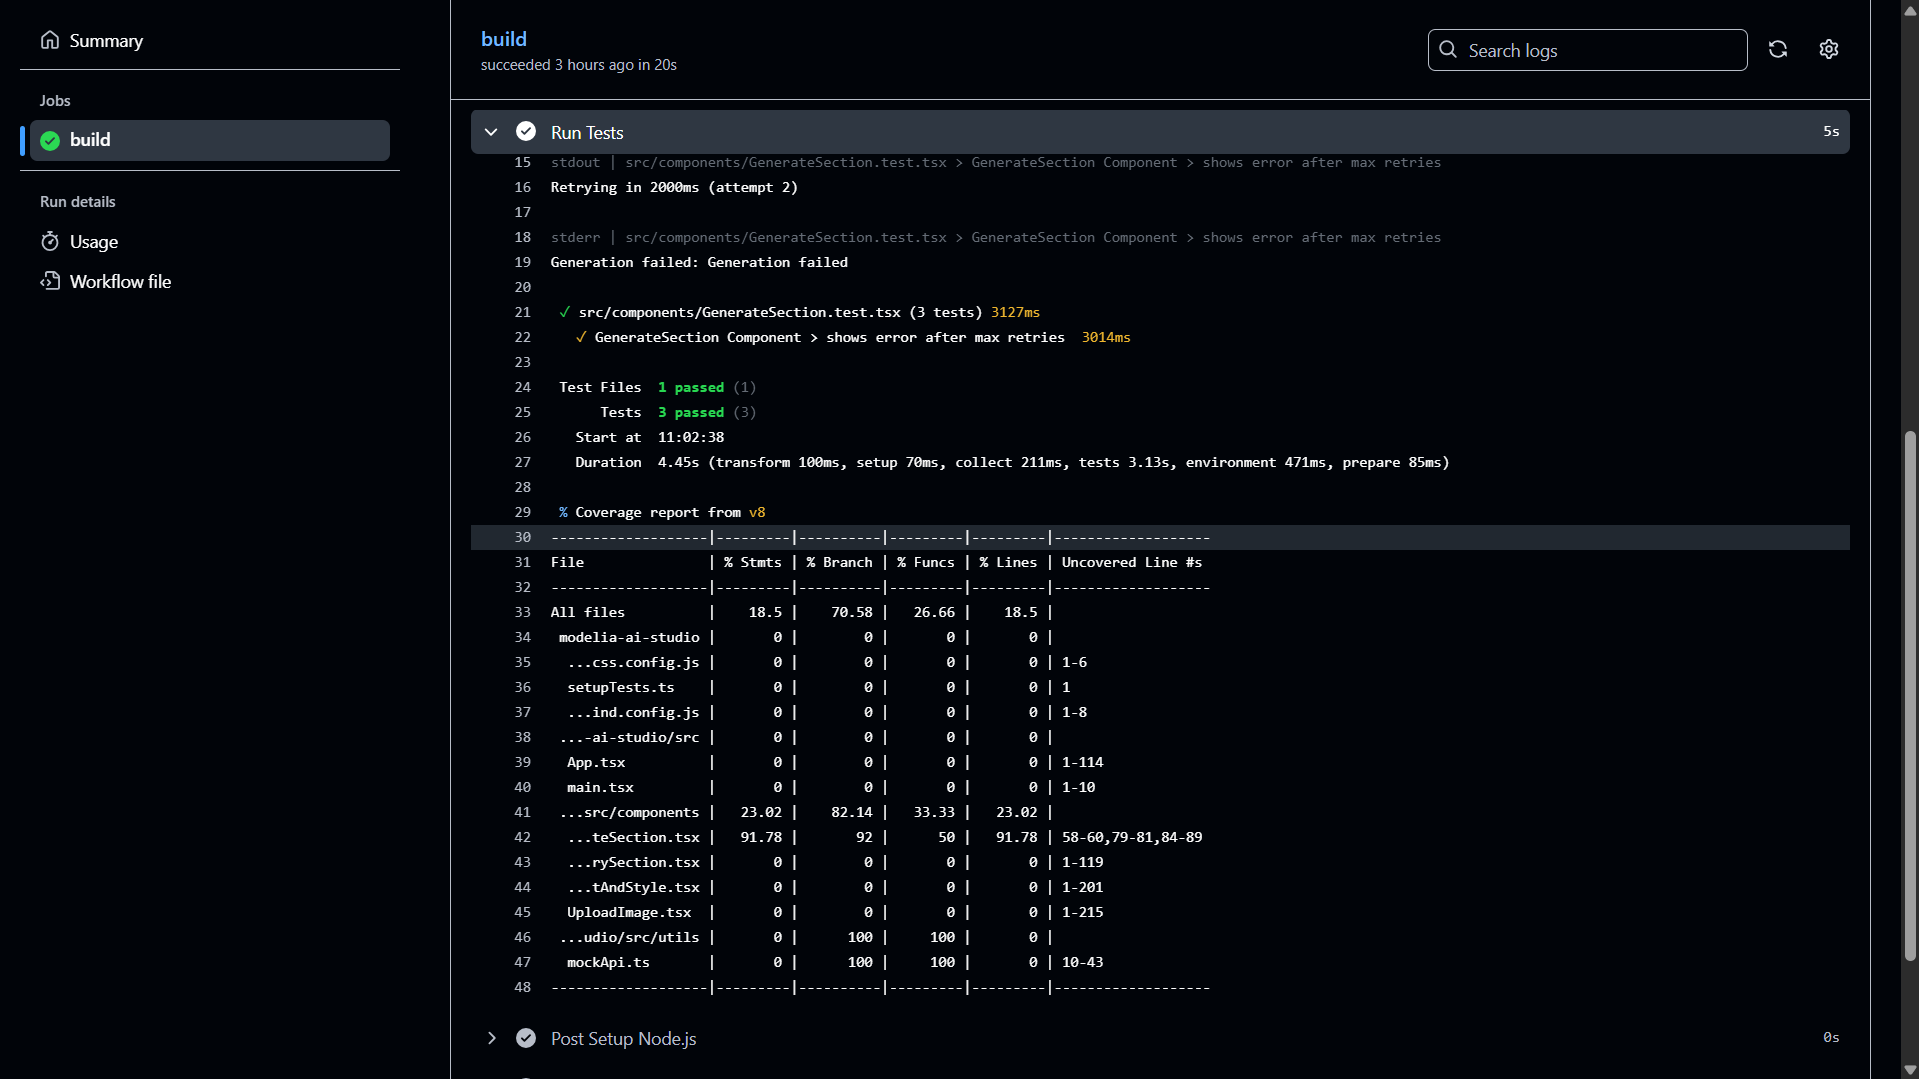 Summary
Jobs
build
Run details
Usage
Workflow file
build
succeeded 3 hours ago in 20s
Search logs
Run Tests 5s
15 stdout | src/components/GenerateSection.test.tsx > GenerateSection Component > shows error after max retries
16 Retrying in 2000ms (attempt 2)
17
18 stderr | src/components/GenerateSection.test.tsx > GenerateSection Component > shows error after max retries
19 Generation failed: Generation failed
20
21 ✓ src/components/GenerateSection.test.tsx (3 tests) 3127ms
22 ✓ GenerateSection Component > shows error after max retries 3014ms
23
24 Test Files 1 passed (1)
25 Tests 3 passed (3)
26 Start at 11:02:38
27 Duration 4.45s (transform 100ms, setup 70ms, collect 211ms, tests 3.13s, environment 471ms, prepare 85ms)
28
29 % Coverage report from v8
30 -------------------|---------|----------|---------|---------|-------------------
31 File | % Stmts | % Branch | % Funcs | % Lines | Uncovered Line #s
32 -------------------|---------|----------|---------|---------|-------------------
33 All files | 18.5 | 70.58 | 26.66 | 18.5 |
34 modelia-ai-studio | 0 | 0 | 0 | 0 |
35 ...css.config.js | 0 | 0 | 0 | 0 | 1-6
36 setupTests.ts | 0 | 0 | 0 | 0 | 1
37 ...ind.config.js | 0 | 0 | 0 | 0 | 1-8
38 ...-ai-studio/src | 0 | 0 | 0 | 0 |
39 App.tsx | 0 | 0 | 0 | 0 | 1-114
40 main.tsx | 0 | 0 | 0 | 0 | 1-10
41 ...src/components | 23.02 | 82.14 | 33.33 | 23.02 |
42 ...teSection.tsx | 91.78 | 92 | 50 | 91.78 | 58-60,79-81,84-89
43 ...rySection.tsx | 0 | 0 | 0 | 0 | 1-119
44 ...tAndStyle.tsx | 0 | 0 | 0 | 0 | 1-201
45 UploadImage.tsx | 0 | 0 | 0 | 0 | 1-215
46 ...udio/src/utils | 0 | 100 | 100 | 0 |
47 mockApi.ts | 0 | 100 | 100 | 0 | 10-43
48 -------------------|---------|----------|---------|---------|-------------------
Post Setup Node.js 0s